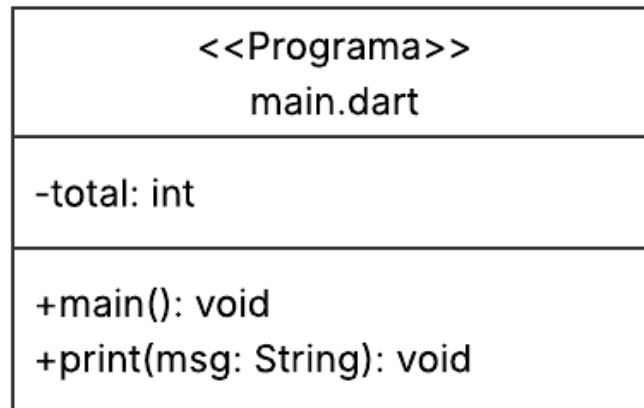 <<Programa>>
main.dart
-total: int
+main(): void
+print(msg: String): void